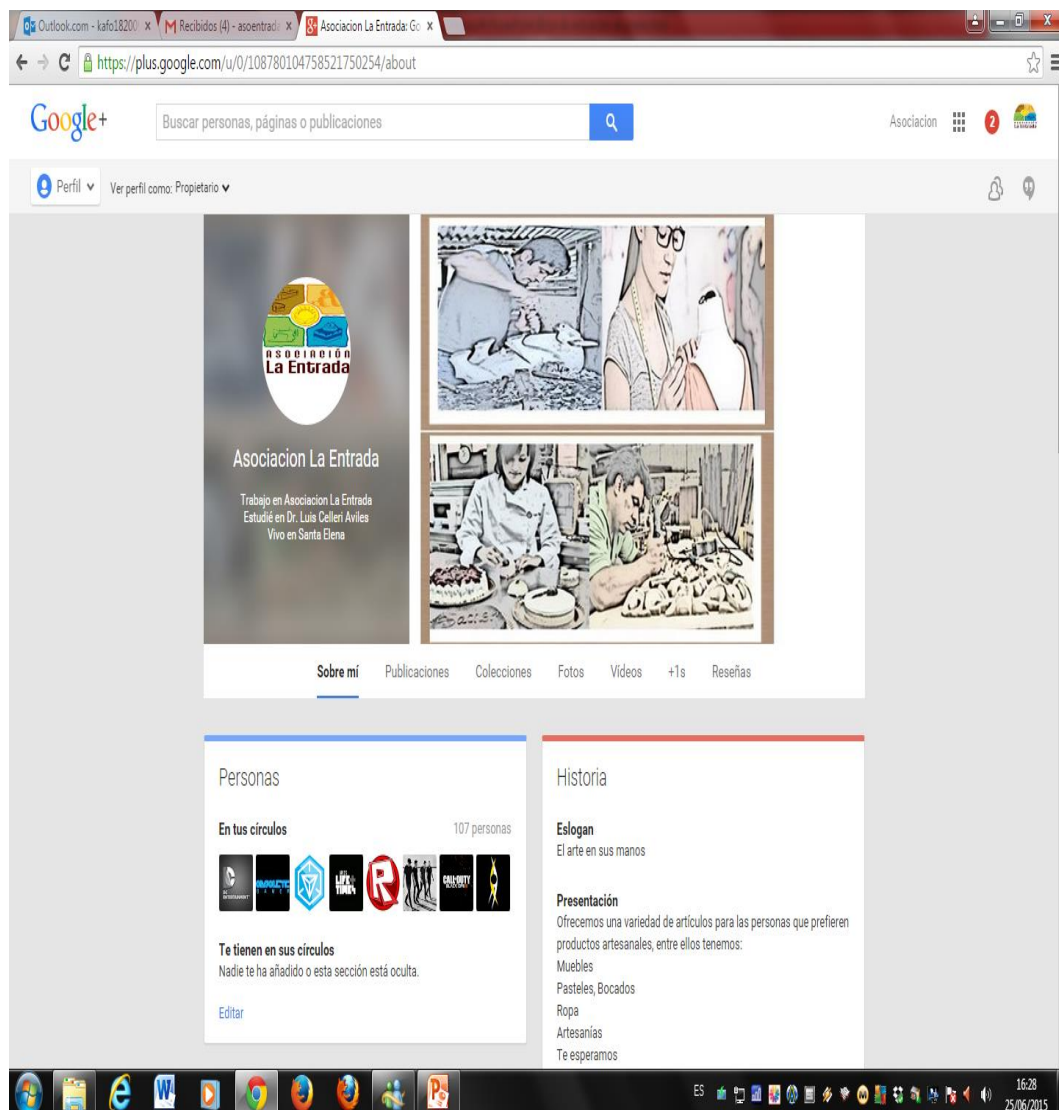 Outlook.com - kafo18200
Recibidos (4) - asoentrada
Asociacion La Entrada: Go
https://plus.google.com/u/0/108780104758521750254/about
Google+
Buscar personas, páginas o publicaciones
Asociacion
2
Perfil
Ver perfil como: Propietario
ASOCIACIÓN
La Entrada
Asociacion La Entrada
Trabajo en Asociacion La Entrada
Estudié en Dr. Luis Celleri Aviles
Vivo en Santa Elena
Sobre mí
Publicaciones
Colecciones
Fotos
Vídeos
+1s
Reseñas
Personas
En tus círculos
107 personas
CALL·DUTY
Te tienen en sus círculos
Nadie te ha añadido o esta sección está oculta.
Editar
Historia
Eslogan
El arte en sus manos
Presentación
Ofrecemos una variedad de artículos para las personas que prefieren
productos artesanales, entre ellos tenemos:
Muebles
Pasteles, Bocados
Ropa
Artesanías
Te esperamos
ES
16:28
25/06/2015